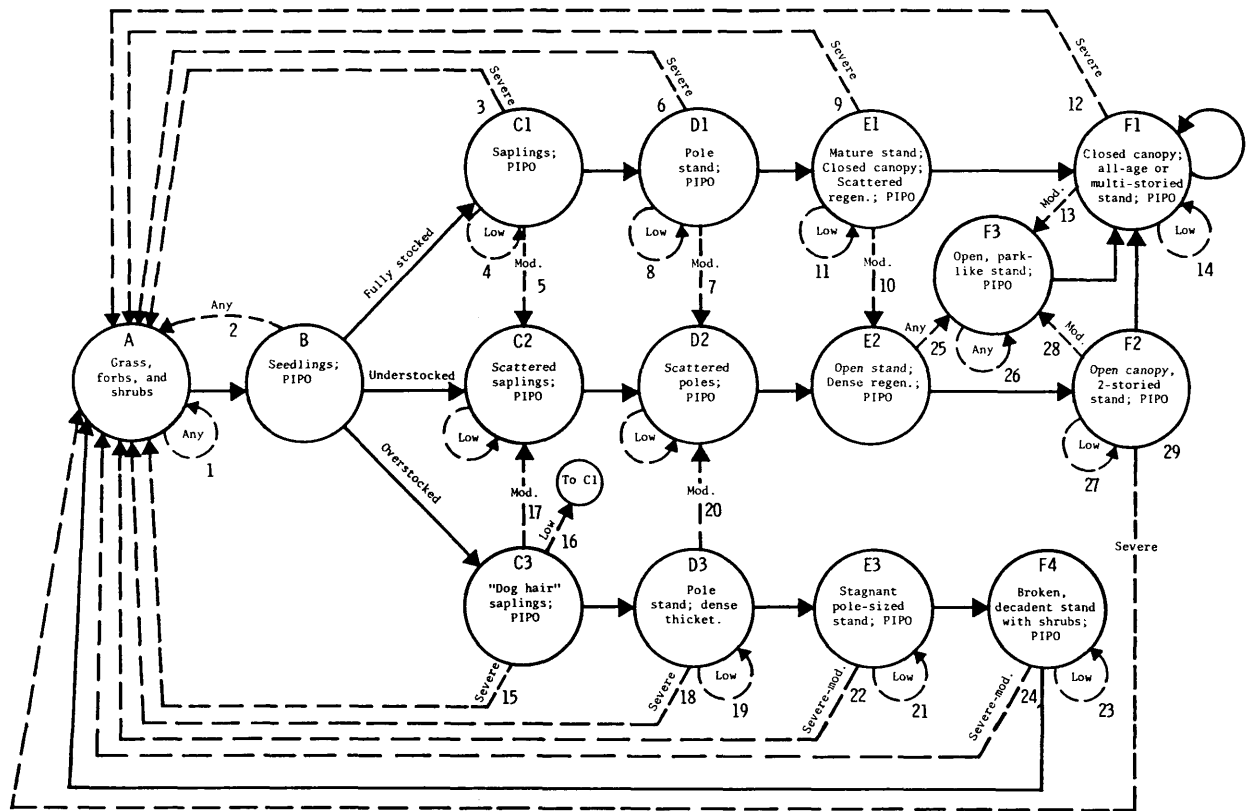 Severe
3
C1
Saplings;
PIPO
Low
4
Mod.
5
Severe
6
D1
Pole
stand;
PIPO
Low
8
Mod.
7
Severe
9
E1
Mature stand;
Closed canopy;
Scattered
regen.; PIPO
Low
11
Mod.
10
Severe
12
F1
Closed canopy;
all-age or
multi-storied
stand; PIPO
Mod.
13
Low
14
F3
Open, park-
like stand;
PIPO
Any
25
Any
26
Mod.
28
Fully stocked
Any
2
A
Grass,
forbs, and
shrubs
Any
1
B
Seedlings;
PIPO
Understocked
C2
Scattered
saplings;
PIPO
Low
D2
Scattered
poles;
PIPO
Low
E2
Open stand;
Dense regen.;
PIPO
F2
Open canopy,
2-storied
stand; PIPO
Low
27
29
Severe
Overstocked
Mod.
17
To C1
Low
16
Mod.
20
C3
"Dog hair"
saplings;
PIPO
Severe
15
D3
Pole
stand; dense
thicket.
Severe
18
Low
19
E3
Stagnant
pole-sized
stand; PIPO
Severe-mod.
22
Low
21
F4
Broken,
decadent stand
with shrubs;
PIPO
Severe-mod.
24
Low
23